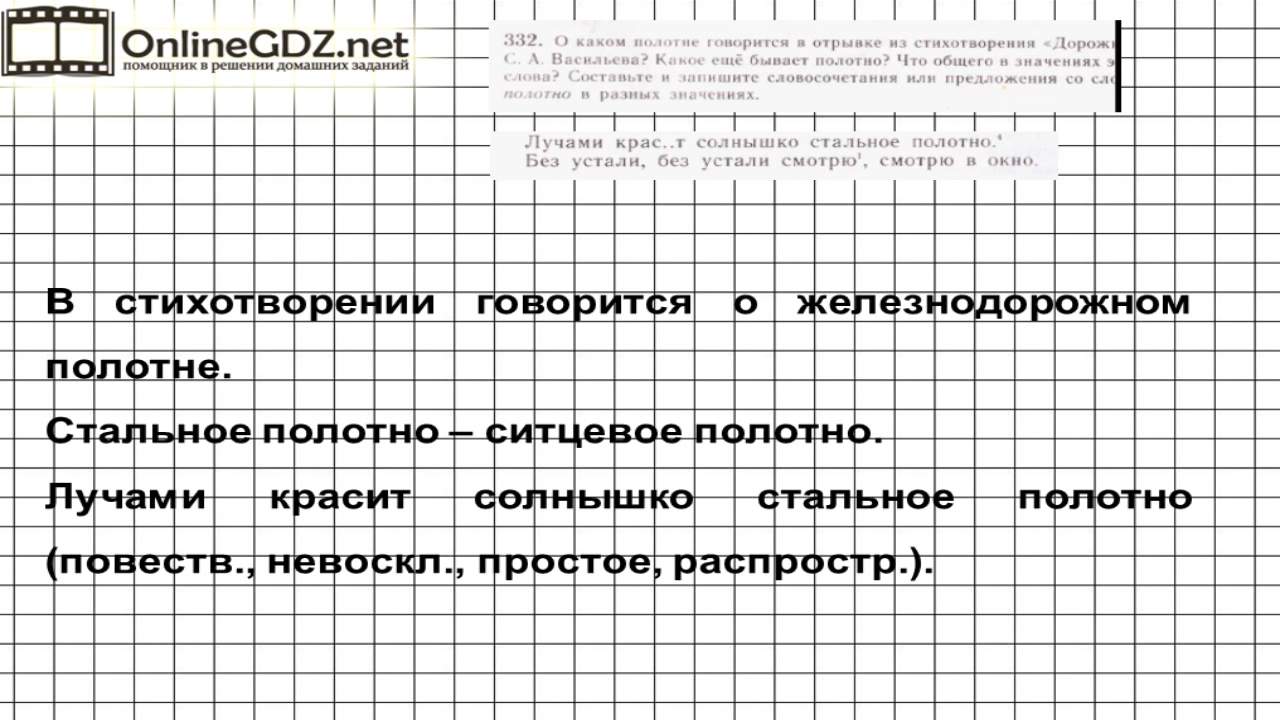 OnlineGDZ.net
помощник в решении домашних заданий
332. О каком полотне говорится в отрывке из стихотворения
С. А. Васильева? Какое ещё бывает полотно? Что общего в значениях
слова? Составьте и запишите словосочетания или предложения со
полотно в разных значениях.
Лучами крас..т солнышко стальное полотно.⁴
Без устали, без устали смотрю¹, смотрю в окно.
В стихотворении говорится о железнодорожном
полотне.
Стальное полотно – ситцевое полотно.
Лучами красит солнышко стальное полотно
(повеств., невоскл., простое, распростр.).